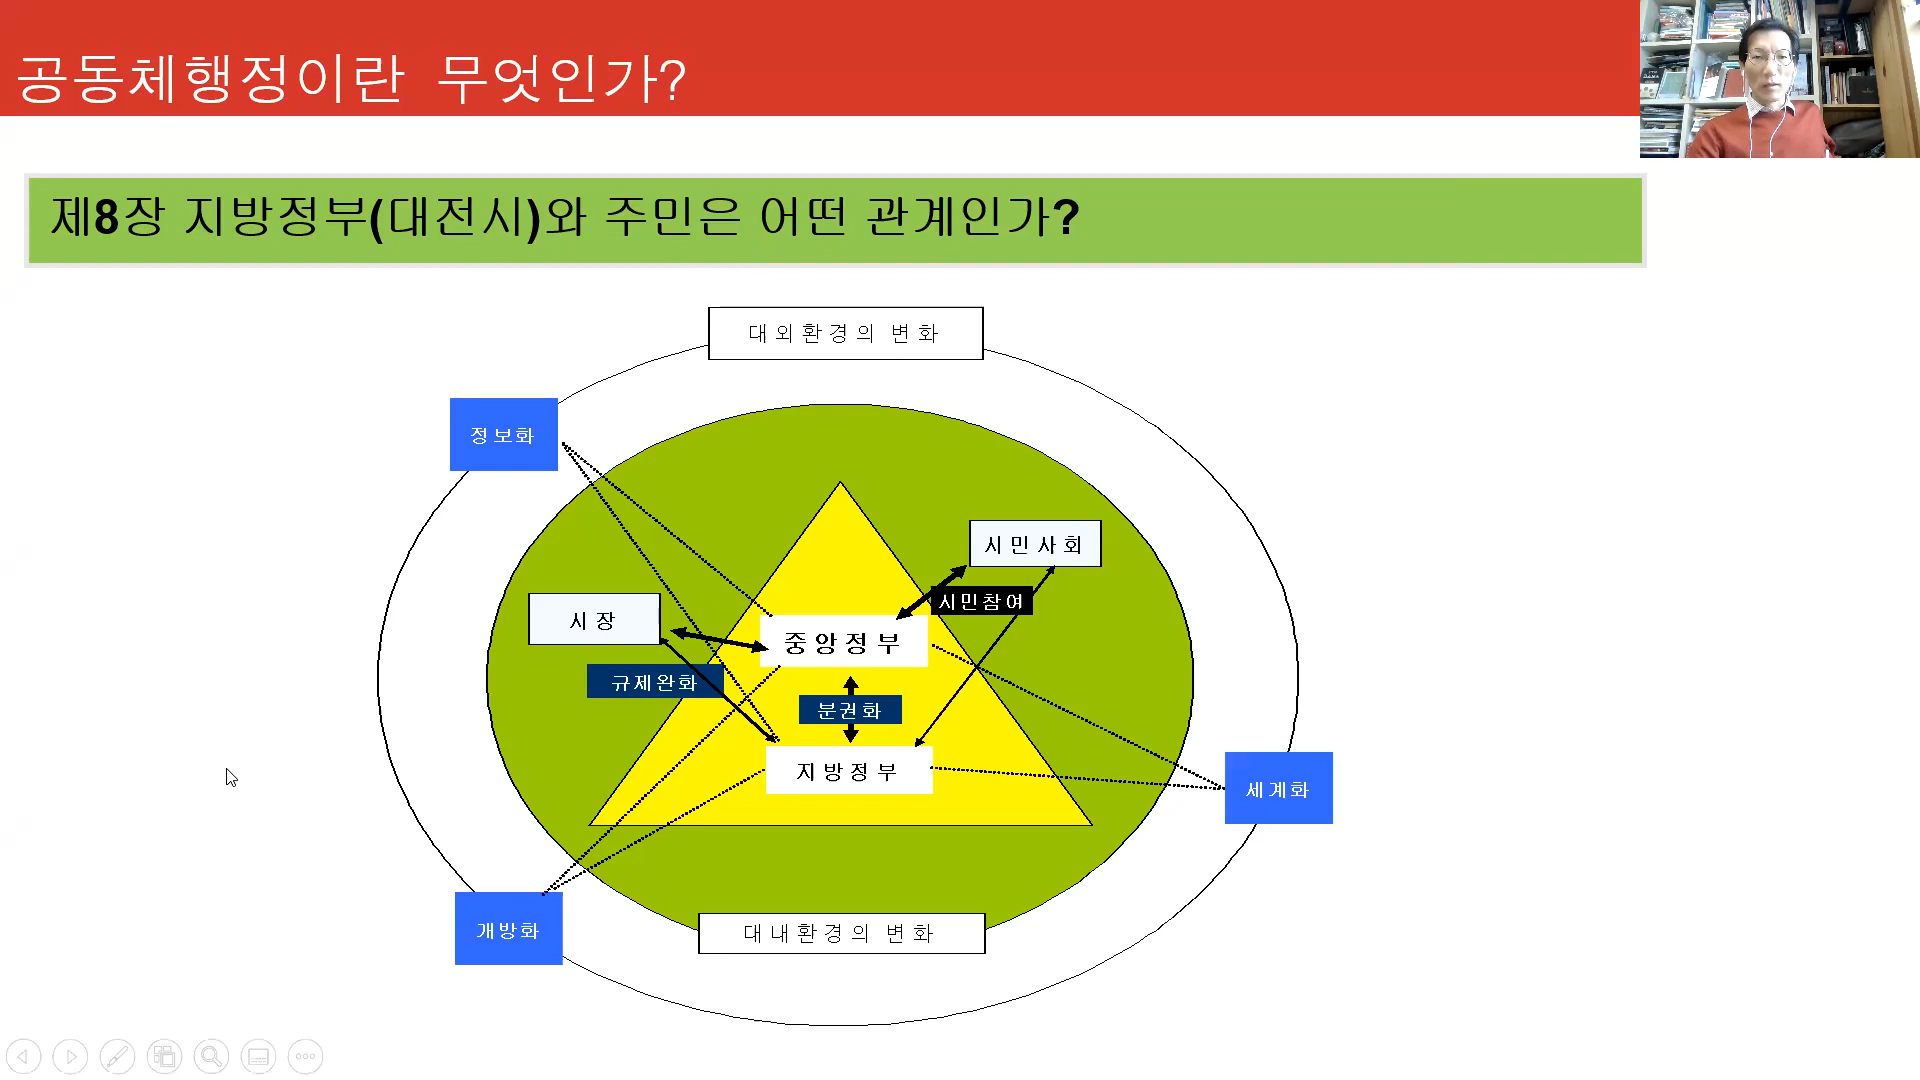 공동체행정이란 무엇인가?
제8장 지방정부(대전시)와 주민은 어떤 관계인가?
대외환경의 변화
정보화
시민사회
시민참여
시장
중앙정부
규제완화
분권화
지방정부
세계화
개방화
대내환경의 변화